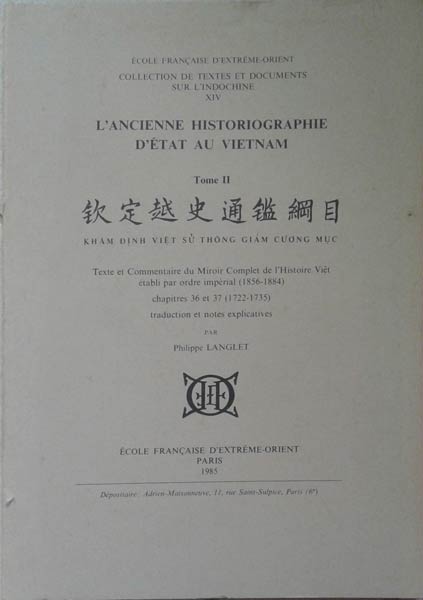 ÉCOLE FRANÇAISE D'EXTRÊME-ORIENT
COLLECTION DE TEXTES ET DOCUMENTS
SUR L'INDOCHINE
XIV
L'ANCIENNE HISTORIOGRAPHIE
D'ÉTAT AU VIETNAM
Tome II
欽定越史通鑑綱目
KHÂM ĐỊNH VIỆT SỬ THÔNG GIÁM CƯƠNG MỤC
Texte et Commentaire du Miroir Complet de l'Histoire Việt
établi par ordre impérial (1856-1884)
chapitres 36 et 37 (1722-1735)
traduction et notes explicatives
PAR
Philippe LANGLET
ÉCOLE FRANÇAISE D'EXTRÊME-ORIENT
PARIS
1985
Dépositaire: Adrien-Maisonneuve, 11, rue Saint-Sulpice, Paris (6ᵉ)